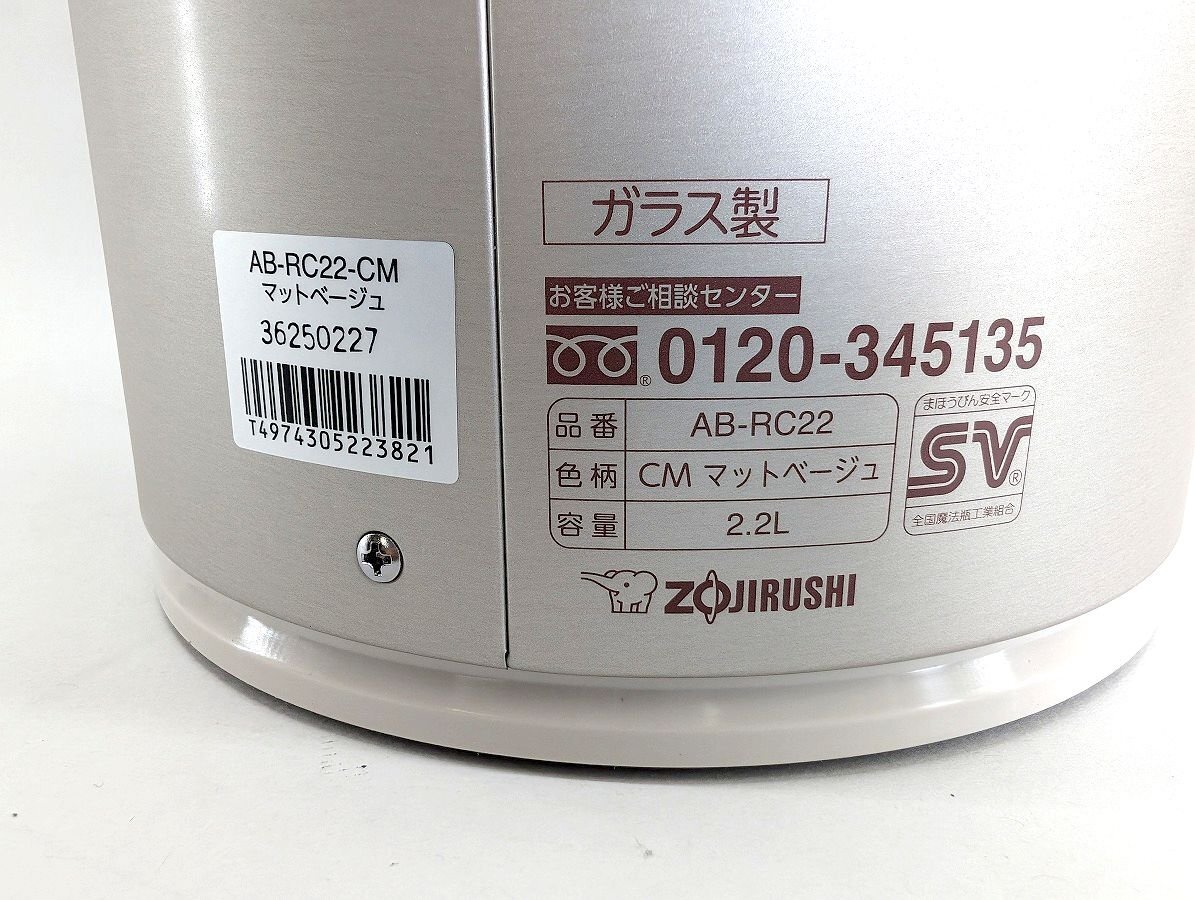 AB-RC22-CM
マットベージュ
36250227
T4974305223821
ガラス製
お客様ご相談センター
® 0120-345135
品番 AB-RC22
色柄 CM マットベージュ
容量 2.2L
まほうびん安全マーク
SV®
全国魔法瓶工業組合
ZOJIRUSHI